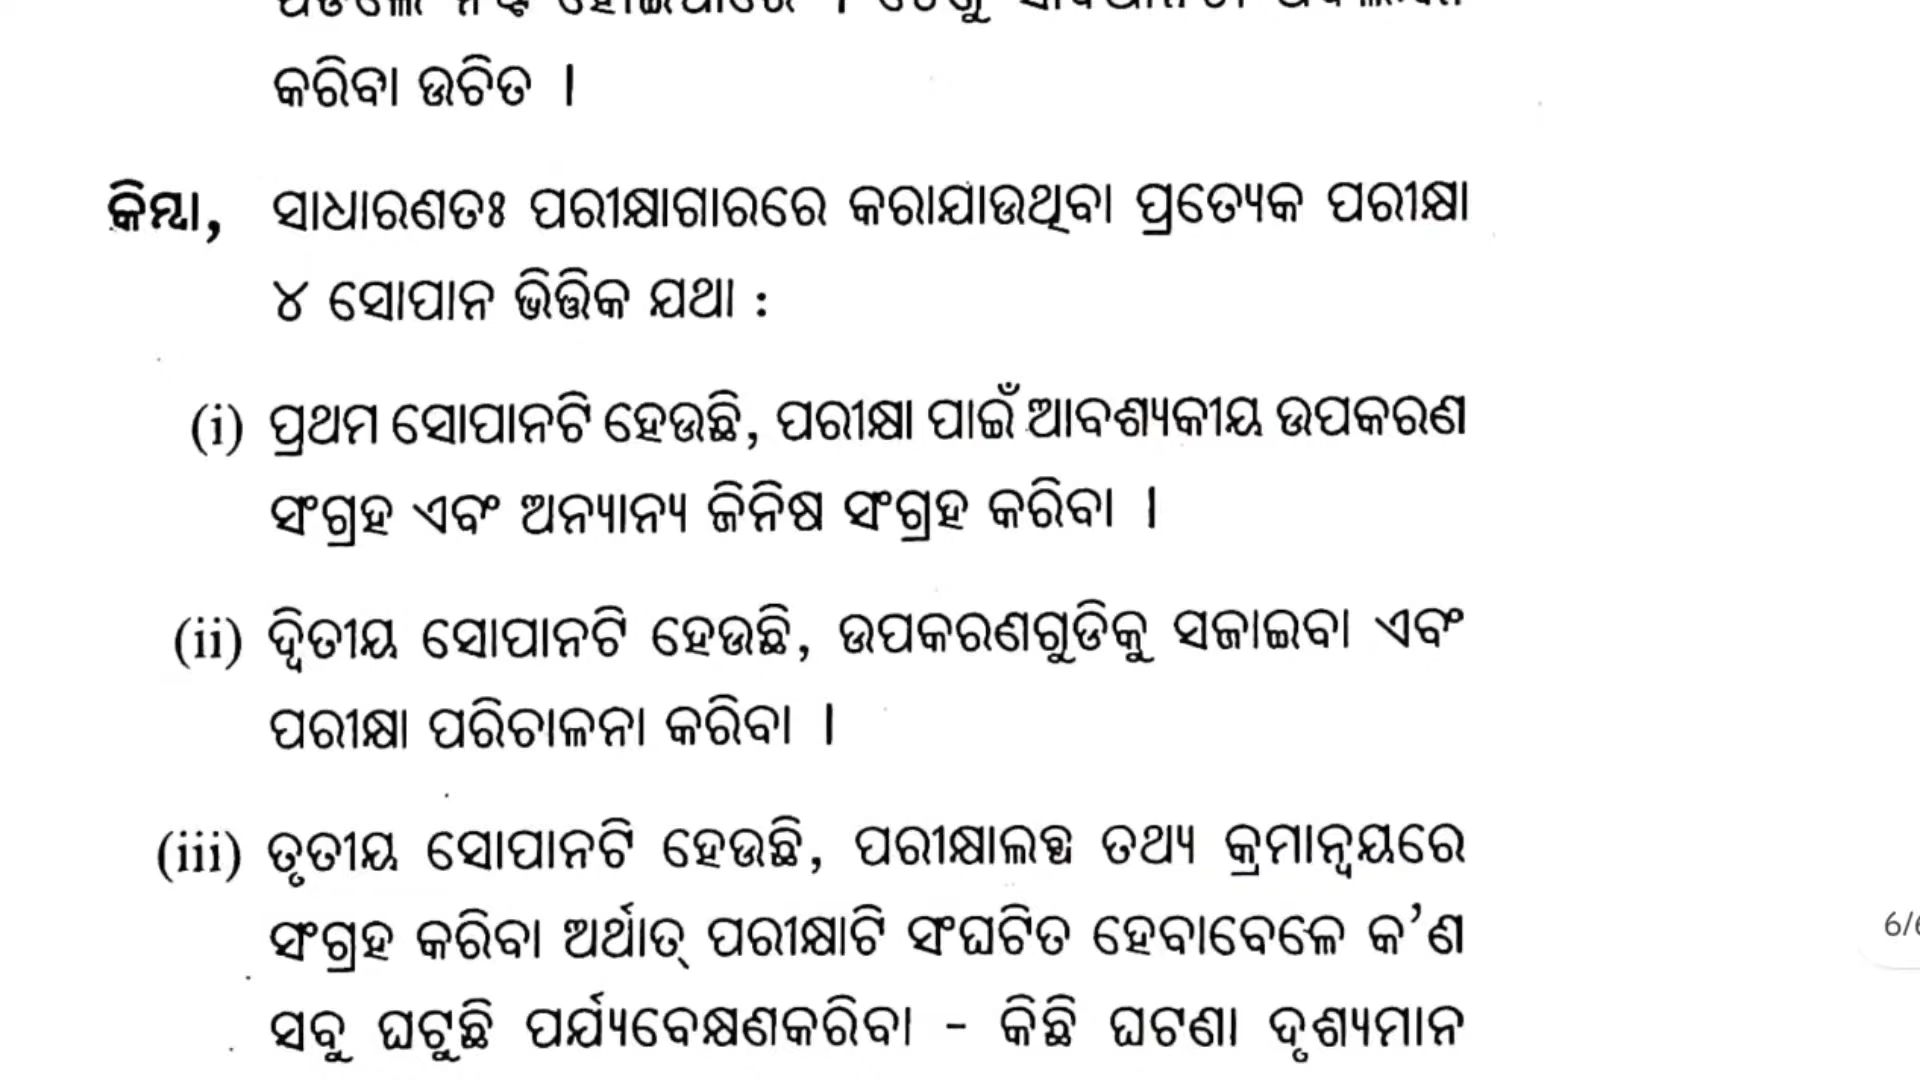 କରିବା ଉଚିତ ।
କିମ୍ବା, ସାଧାରଣତଃ ପରୀକ୍ଷାଗାରରେ କରାଯାଉଥିବା ପ୍ରତ୍ୟେକ ପରୀକ୍ଷା
୪ ସୋପାନ ଭିତ୍ତିକ ଯଥା :
(i) ପ୍ରଥମ ସୋପାନଟି ହେଉଛି, ପରୀକ୍ଷା ପାଇଁ ଆବଶ୍ୟକୀୟ ଉପକରଣ
ସଂଗ୍ରହ ଏବଂ ଅନ୍ୟାନ୍ୟ ଜିନିଷ ସଂଗ୍ରହ କରିବା ।
(ii) ଦ୍ୱିତୀୟ ସୋପାନଟି ହେଉଛି, ଉପକରଣଗୁଡିକୁ ସଜାଇବା ଏବଂ
ପରୀକ୍ଷା ପରିଚାଳନା କରିବା ।
(iii) ତୃତୀୟ ସୋପାନଟି ହେଉଛି, ପରୀକ୍ଷାଲବ୍ଧ ତଥ୍ୟ କ୍ରମାନ୍ୱୟରେ
ସଂଗ୍ରହ କରିବା ଅର୍ଥାତ୍ ପରୀକ୍ଷାଟି ସଂଘଟିତ ହେବାବେଳେ କ’ଣ
ସବୁ ଘଟୁଛି ପର୍ଯ୍ୟବେକ୍ଷଣକରିବା - କିଛି ଘଟଣା ଦୃଶ୍ୟମାନ